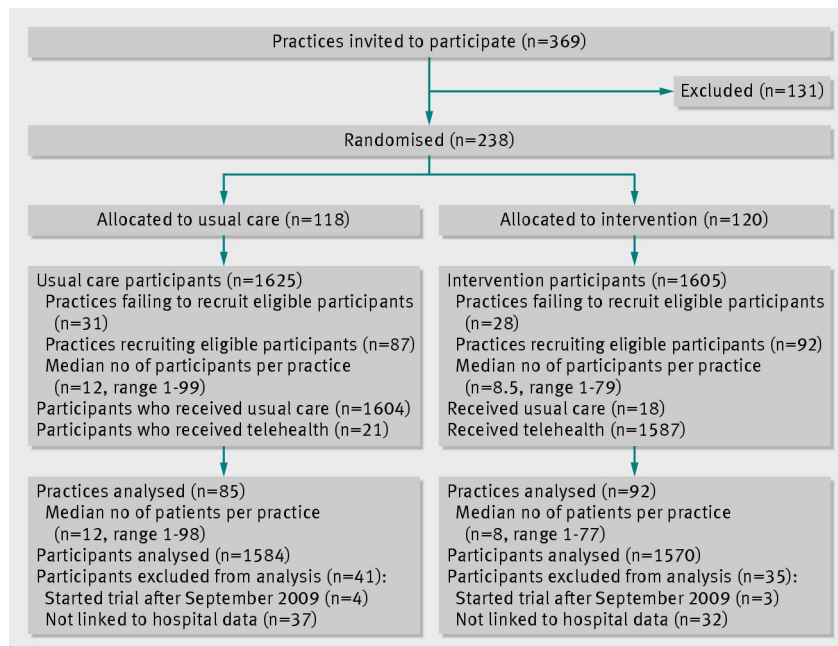 Practices invited to participate (n=369)
Excluded (n=131)
Randomised (n=238)
Allocated to usual care (n=118)
Allocated to intervention (n=120)
Usual care participants (n=1625)
Practices failing to recruit eligible participants
(n=31)
Practices recruiting eligible participants (n=87)
Median no of participants per practice
(n=12, range 1-99)
Participants who received usual care (n=1604)
Participants who received telehealth (n=21)
Intervention participants (n=1605)
Practices failing to recruit eligible participants
(n=28)
Practices recruiting eligible participants (n=92)
Median no of participants per practice
(n=8.5, range 1-79)
Received usual care (n=18)
Received telehealth (n=1587)
Practices analysed (n=85)
Median no of patients per practice
(n=12, range 1-98)
Participants analysed (n=1584)
Participants excluded from analysis (n=41):
Started trial after September 2009 (n=4)
Not linked to hospital data (n=37)
Practices analysed (n=92)
Median no of patients per practice
(n=8, range 1-77)
Participants analysed (n=1570)
Participants excluded from analysis (n=35):
Started trial after September 2009 (n=3)
Not linked to hospital data (n=32)